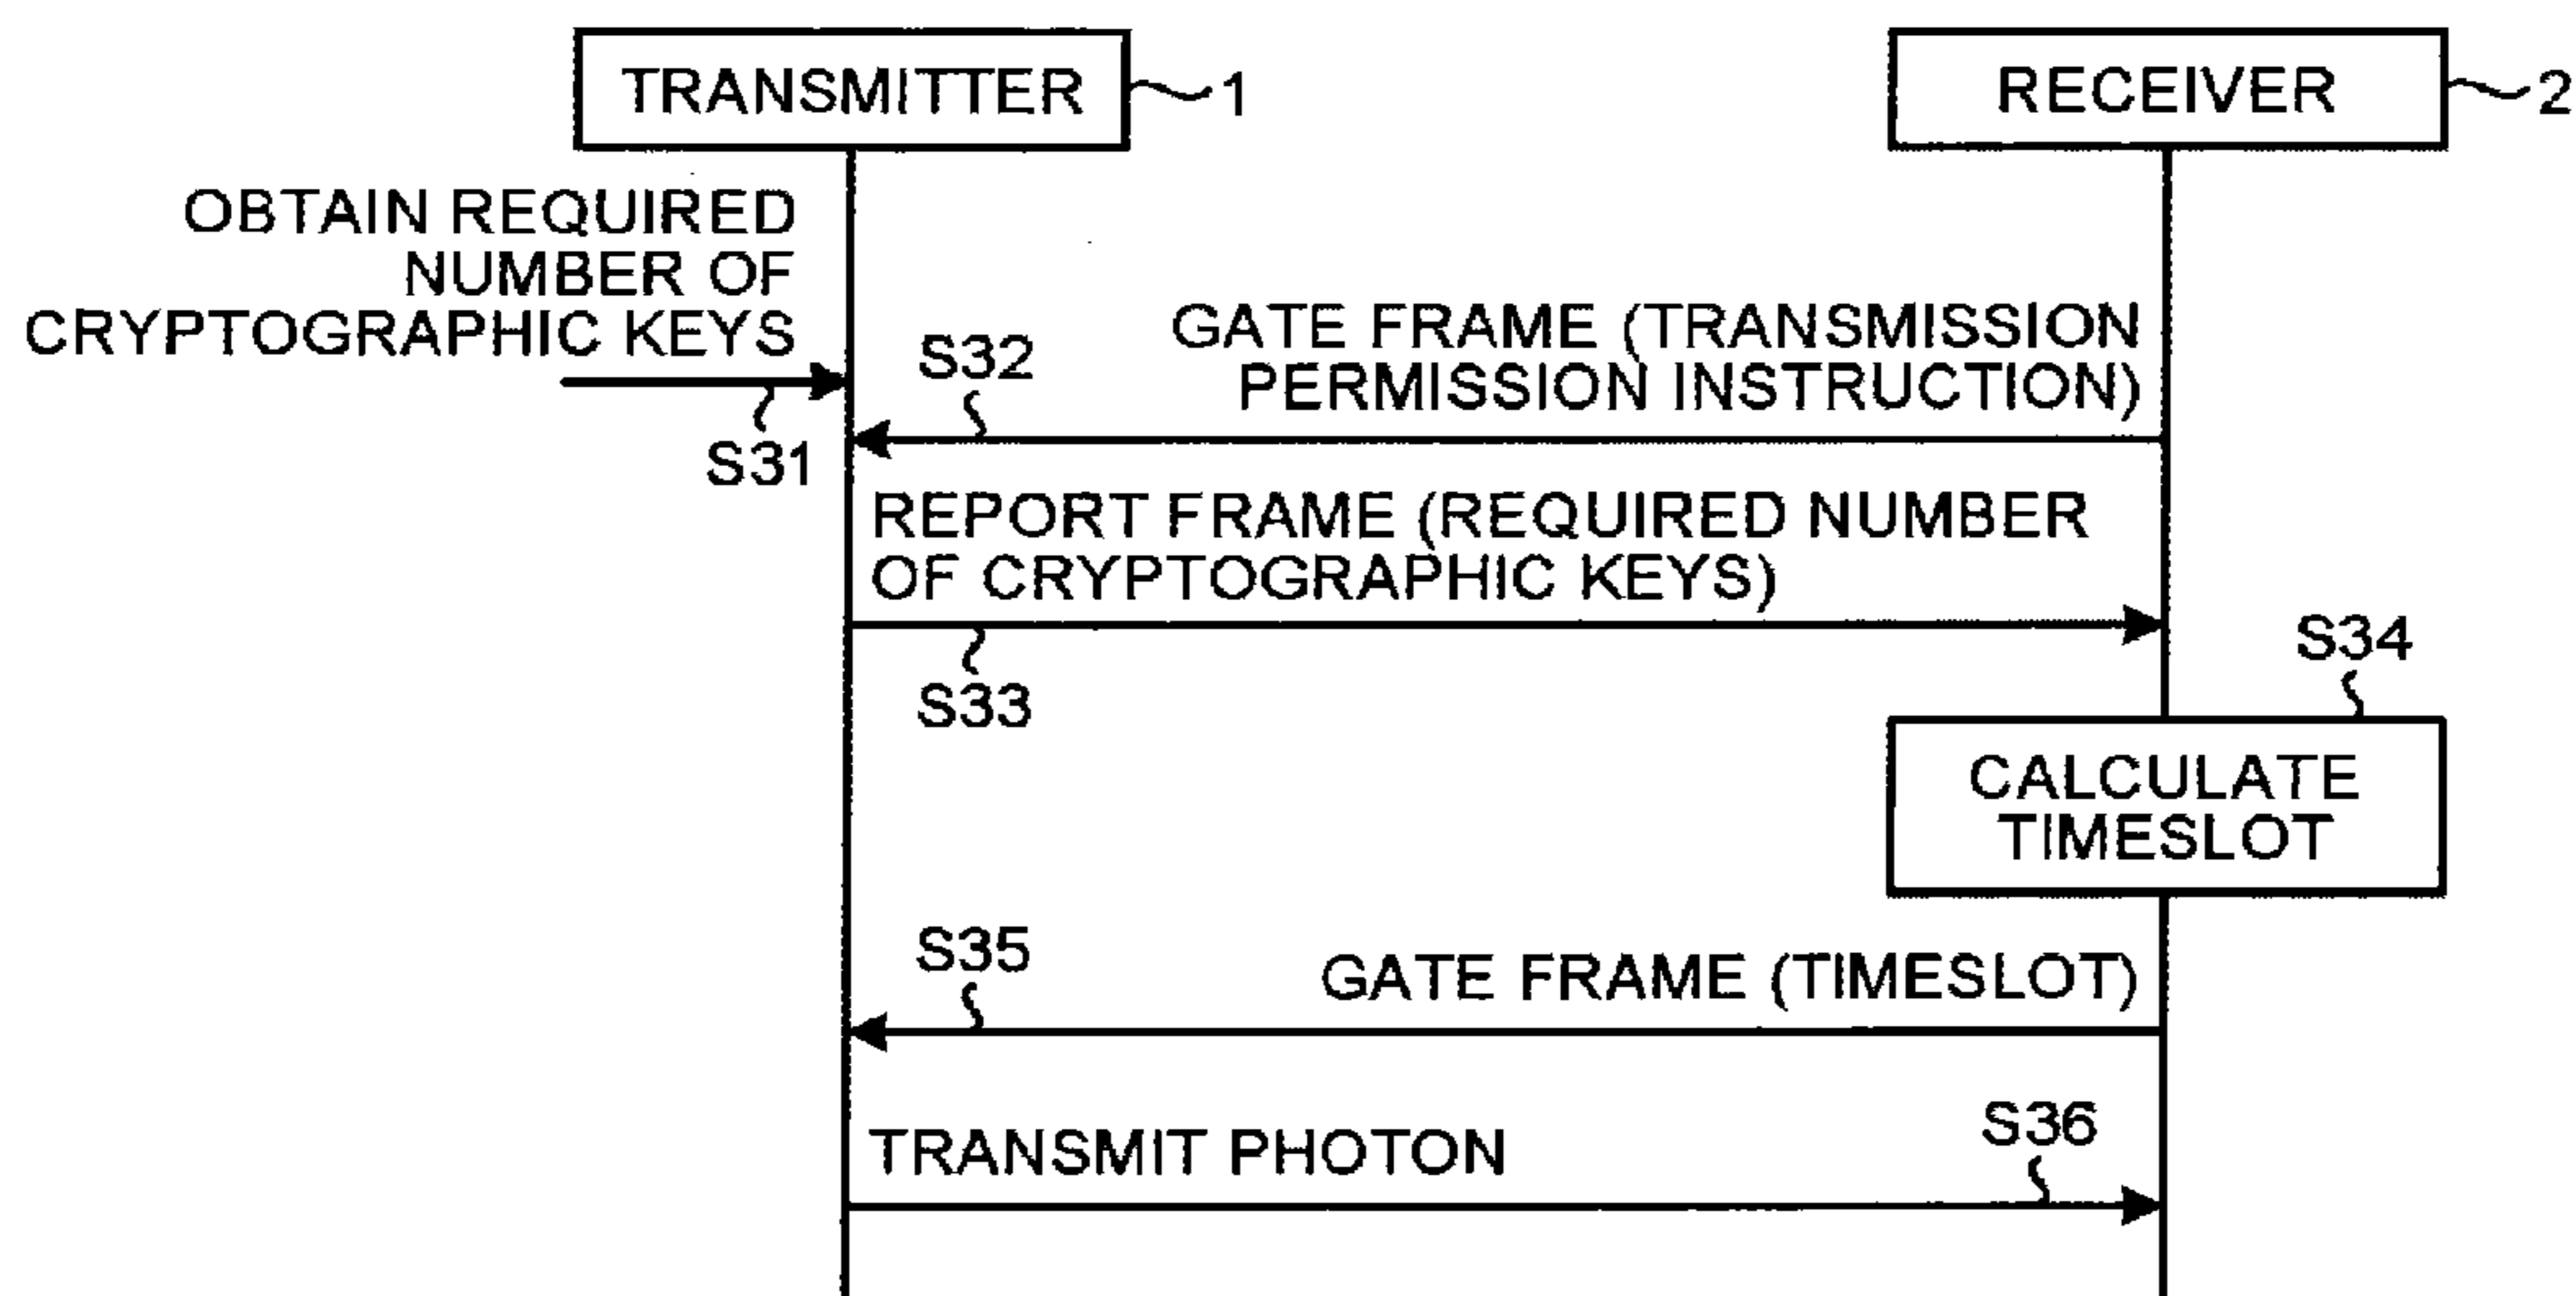 TRANSMITTER
1
RECEIVER
2
OBTAIN REQUIRED
NUMBER OF
CRYPTOGRAPHIC KEYS
S31
GATE FRAME (TRANSMISSION
PERMISSION INSTRUCTION)
S32
REPORT FRAME (REQUIRED NUMBER
OF CRYPTOGRAPHIC KEYS)
S33
S34
CALCULATE
TIMESLOT
S35
GATE FRAME (TIMESLOT)
TRANSMIT PHOTON
S36